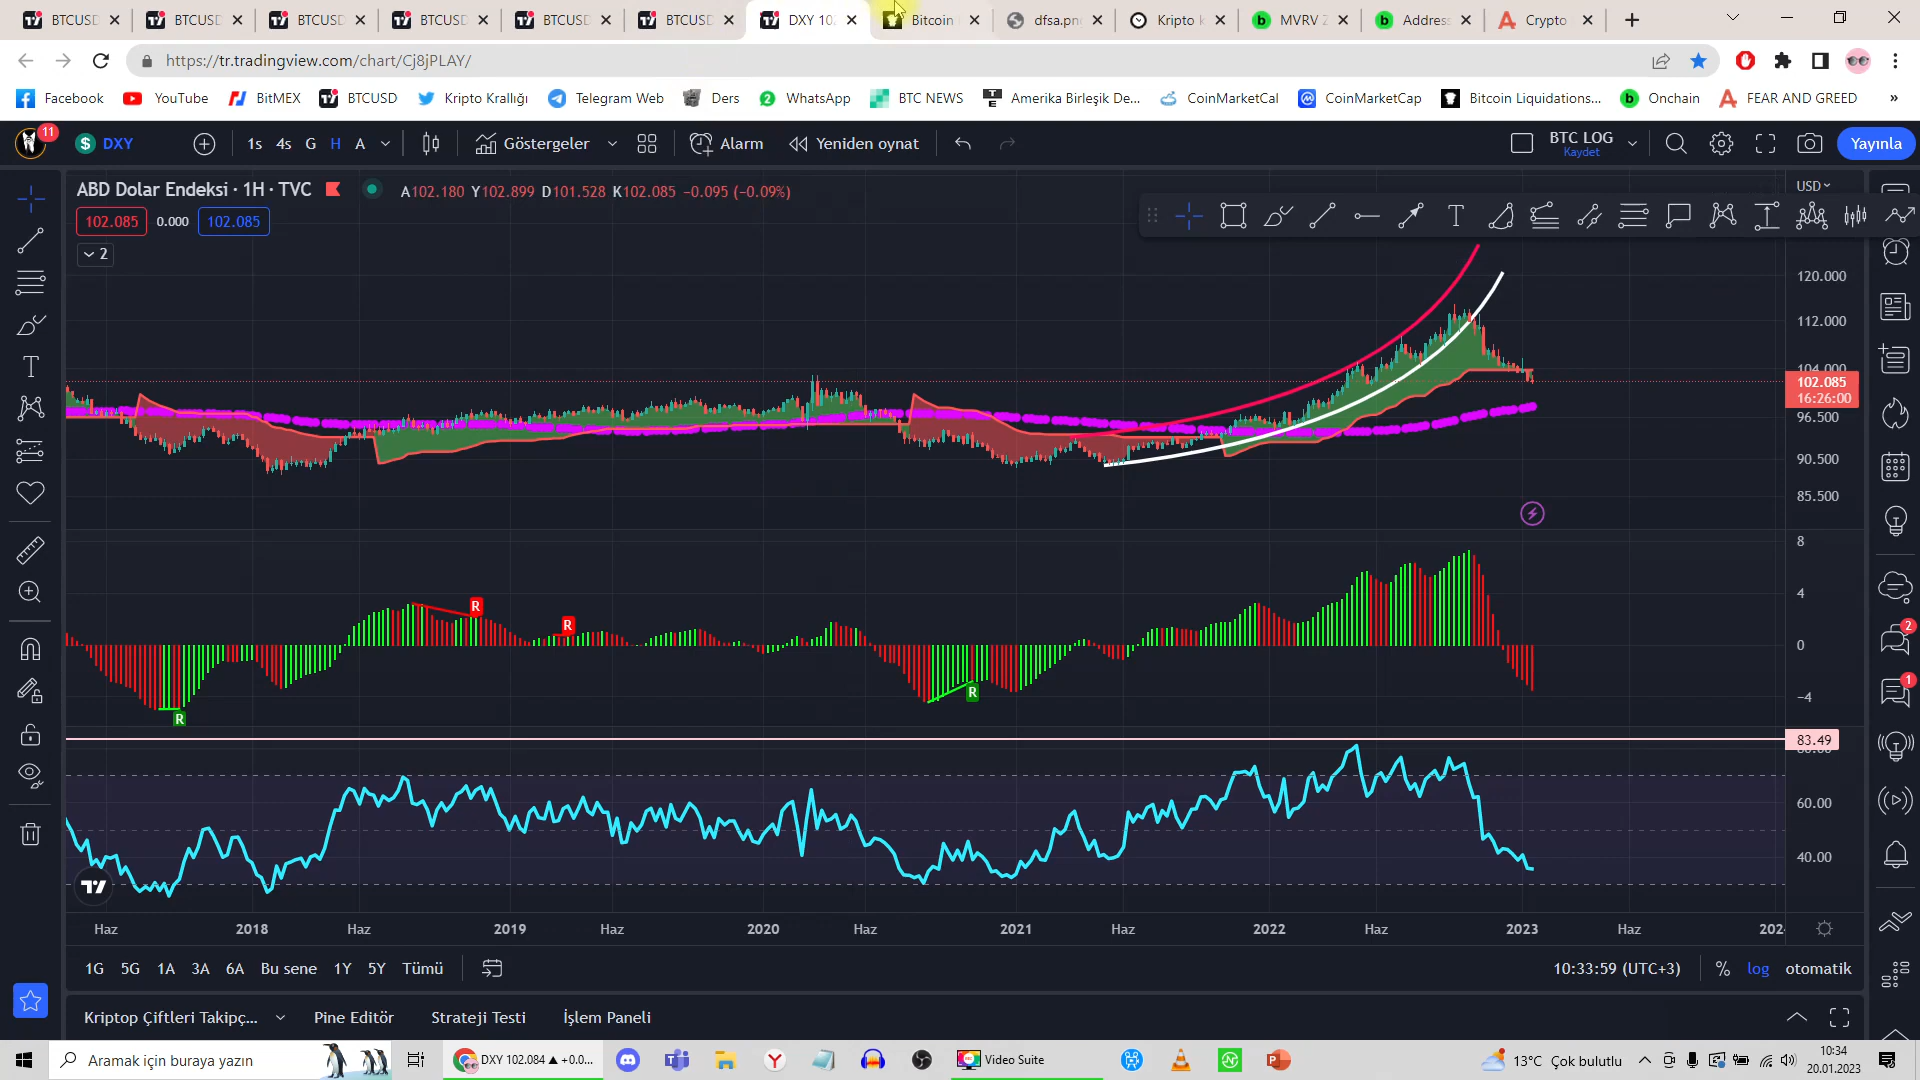 BTCUSD
BTCUSD
BTCUSD
BTCUSD
BTCUSD
BTCUSD
DXY 102
Bitcoin
dfsa.png
Kripto k
MVRV Z
Address
Crypto
https://tr.tradingview.com/chart/Cj8jPLAY/
Facebook
YouTube
BitMEX
BTCUSD
Kripto Krallığı
Telegram Web
Ders
WhatsApp
BTC NEWS
Amerika Birleşik De...
CoinMarketCal
CoinMarketCap
Bitcoin Liquidations...
Onchain
FEAR AND GREED
»
11
DXY
1s 4s G H A
Göstergeler
Alarm
Yeniden oynat
BTC LOG
Kaydet
Yayınla
ABD Dolar Endeksi · 1H · TVC
A102.180 Y102.899 D101.528 K102.085 −0.095 (−0.09%)
102.085 0.000 102.085
2
USD
120.000
112.000
104.000
102.085
16:26:00
96.500
90.500
85.500
8
4
0
−4
R
R
R
R
83.49
60.00
40.00
2
1
Haz 2018 Haz 2019 Haz 2020 Haz 2021 Haz 2022 Haz 2023 Haz 202
1G 5G 1A 3A 6A Bu sene 1Y 5Y Tümü
10:33:59 (UTC+3) % log otomatik
Kriptop Çiftleri Takipç... Pine Editör Strateji Testi İşlem Paneli
Aramak için buraya yazın
DXY 102.084 ▲ +0.0...
Video Suite
13°C Çok bulutlu
10:34
20.01.2023